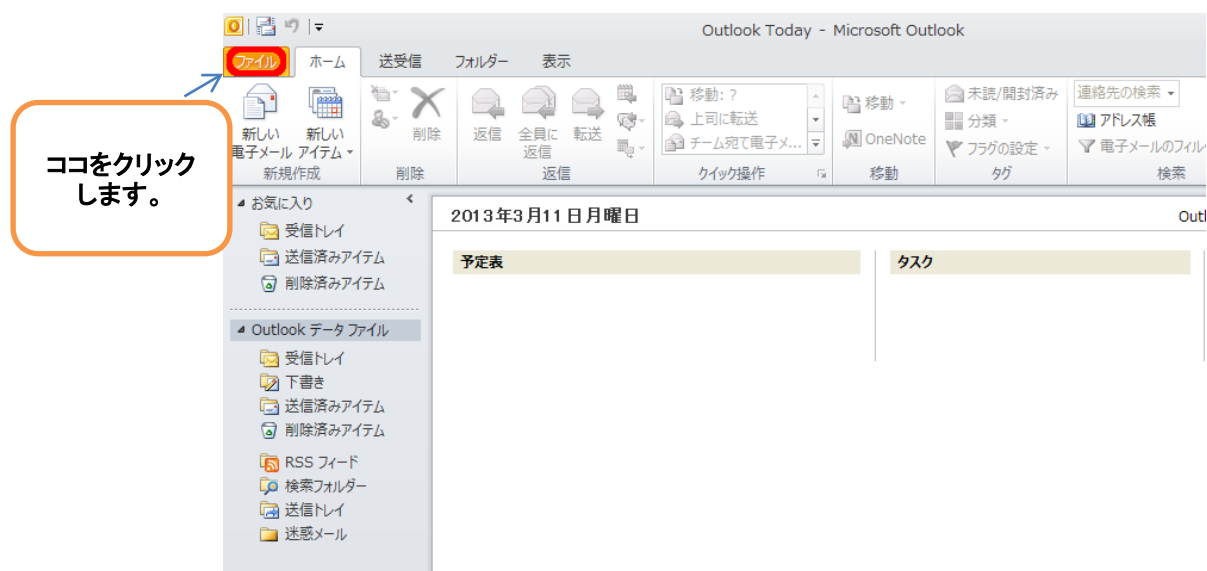 Outlook Today - Microsoft Outlook
ファイル ホーム 送受信 フォルダー 表示
新しい
電子メール
新しい
アイテム
新規作成
削除
削除
返信
全員に
返信
転送
返信
移動: ?
上司に転送
チーム宛て電子メ...
クイック操作
移動
OneNote
移動
未読/開封済み
分類
フラグの設定
タグ
連絡先の検索
アドレス帳
電子メールのフィル
検索
ココをクリック
します。
お気に入り
受信トレイ
送信済みアイテム
削除済みアイテム
Outlook データ ファイル
受信トレイ
下書き
送信済みアイテム
削除済みアイテム
RSS フィード
検索フォルダー
送信トレイ
迷惑メール
2013年3月11日月曜日
Outl
予定表
タスク